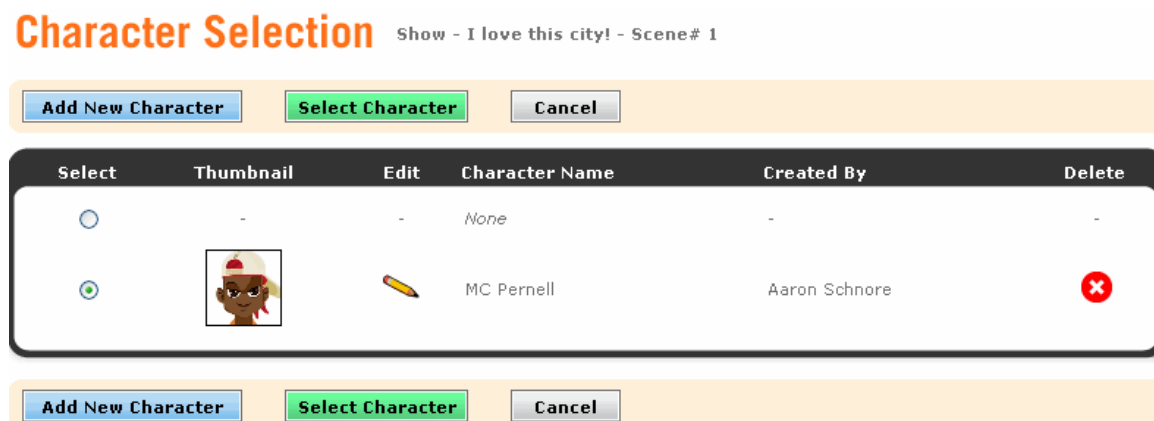 Character Selection Show - I love this city! - Scene# 1
Add New Character Select Character Cancel
Select Thumbnail Edit Character Name Created By Delete
- - None - -
MC Pernell Aaron Schnore
Add New Character Select Character Cancel